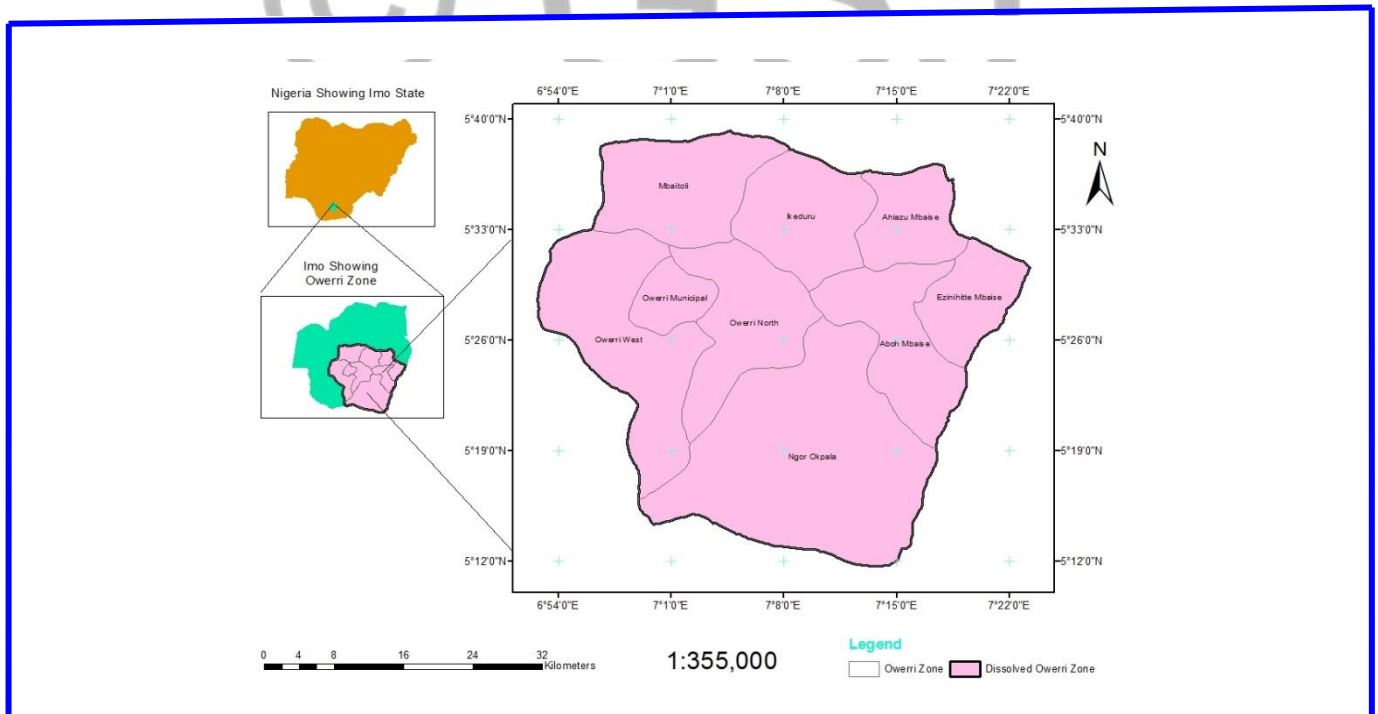 Nigeria Showing Imo State
Imo Showing
Owerri Zone
6°54'0"E 7°1'0"E 7°8'0"E 7°15'0"E 7°22'0"E
5°40'0"N 5°40'0"N
N
Mbaitoli
Ikeduru
Ahiazu Mbaise
5°33'0"N 5°33'0"N
Owerri Municipal
Ezinihitte Mbaise
Owerri North
Owerri West
Aboh Mbaise
5°26'0"N 5°26'0"N
5°19'0"N 5°19'0"N
Ngor Okpala
5°12'0"N 5°12'0"N
6°54'0"E 7°1'0"E 7°8'0"E 7°15'0"E 7°22'0"E
0 4 8 16 24 32
Kilometers
1:355,000
Legend
Owerri Zone Dissolved Owerri Zone